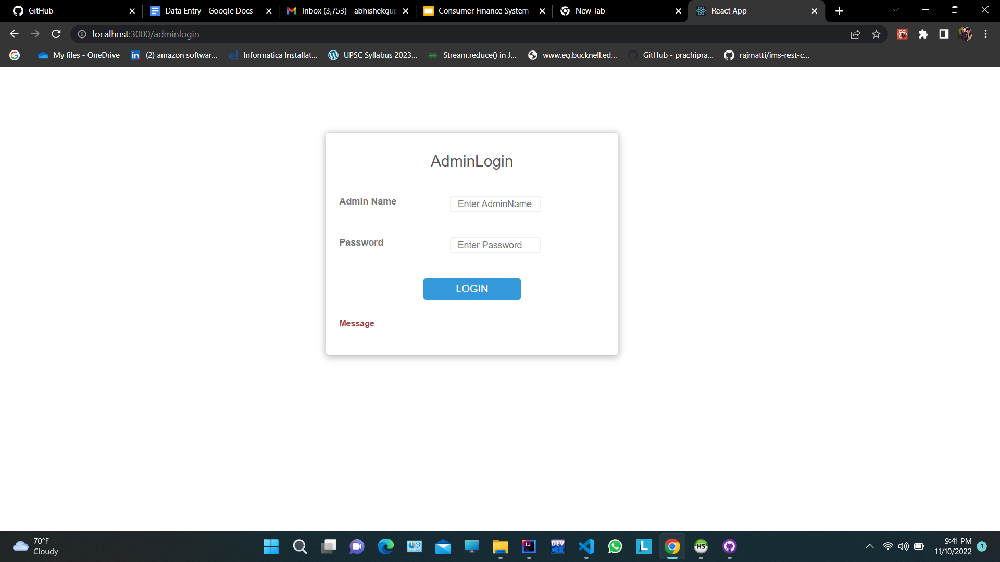 GitHub
Data Entry - Google Docs
Inbox (3,753) - abhishekgup
Consumer Finance System -
New Tab
React App
localhost:3000/adminlogin
My files - OneDrive
(2) amazon softwar...
Informatica Installat...
UPSC Syllabus 2023...
Stream.reduce() in J...
www.eg.bucknell.ed...
GitHub - prachipra...
rajmatti/ims-rest-c...
AdminLogin
Admin Name
Enter AdminName
Password
Enter Password
LOGIN
Message
70°F
Cloudy
9:41 PM
11/10/2022
1